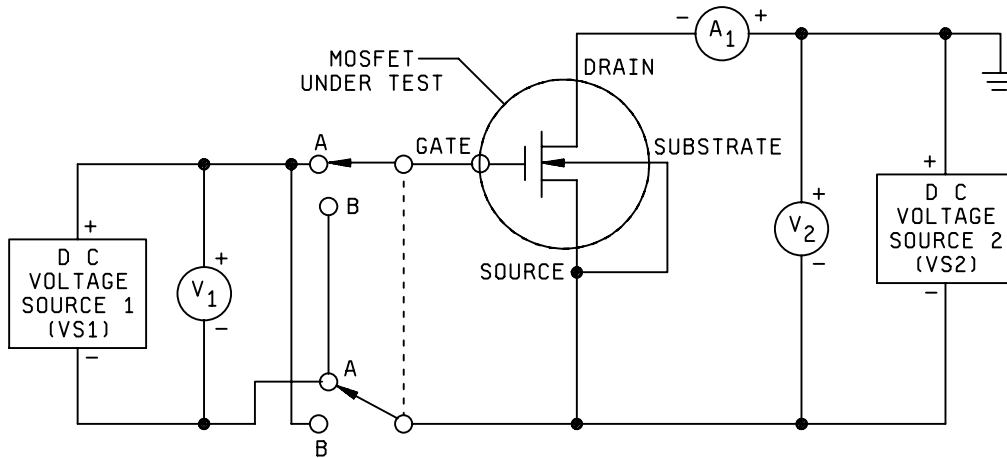 - A1 +
MOSFET
UNDER TEST
DRAIN
A
GATE
SUBSTRATE
B
+
D C
VOLTAGE
SOURCE 1
(VS1)
-
+
V1
-
SOURCE
+
V2
-
+
D C
VOLTAGE
SOURCE 2
(VS2)
-
A
B